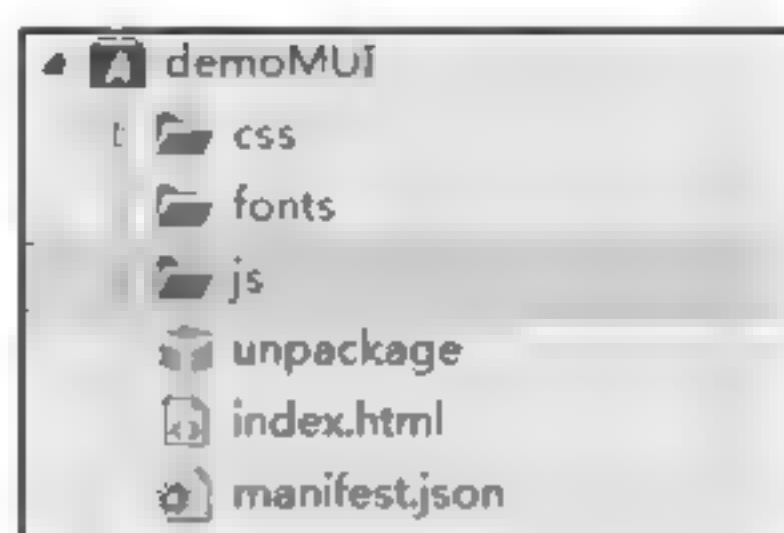 demoMUI
css
fonts
js
unpackage
index.html
manifest.json